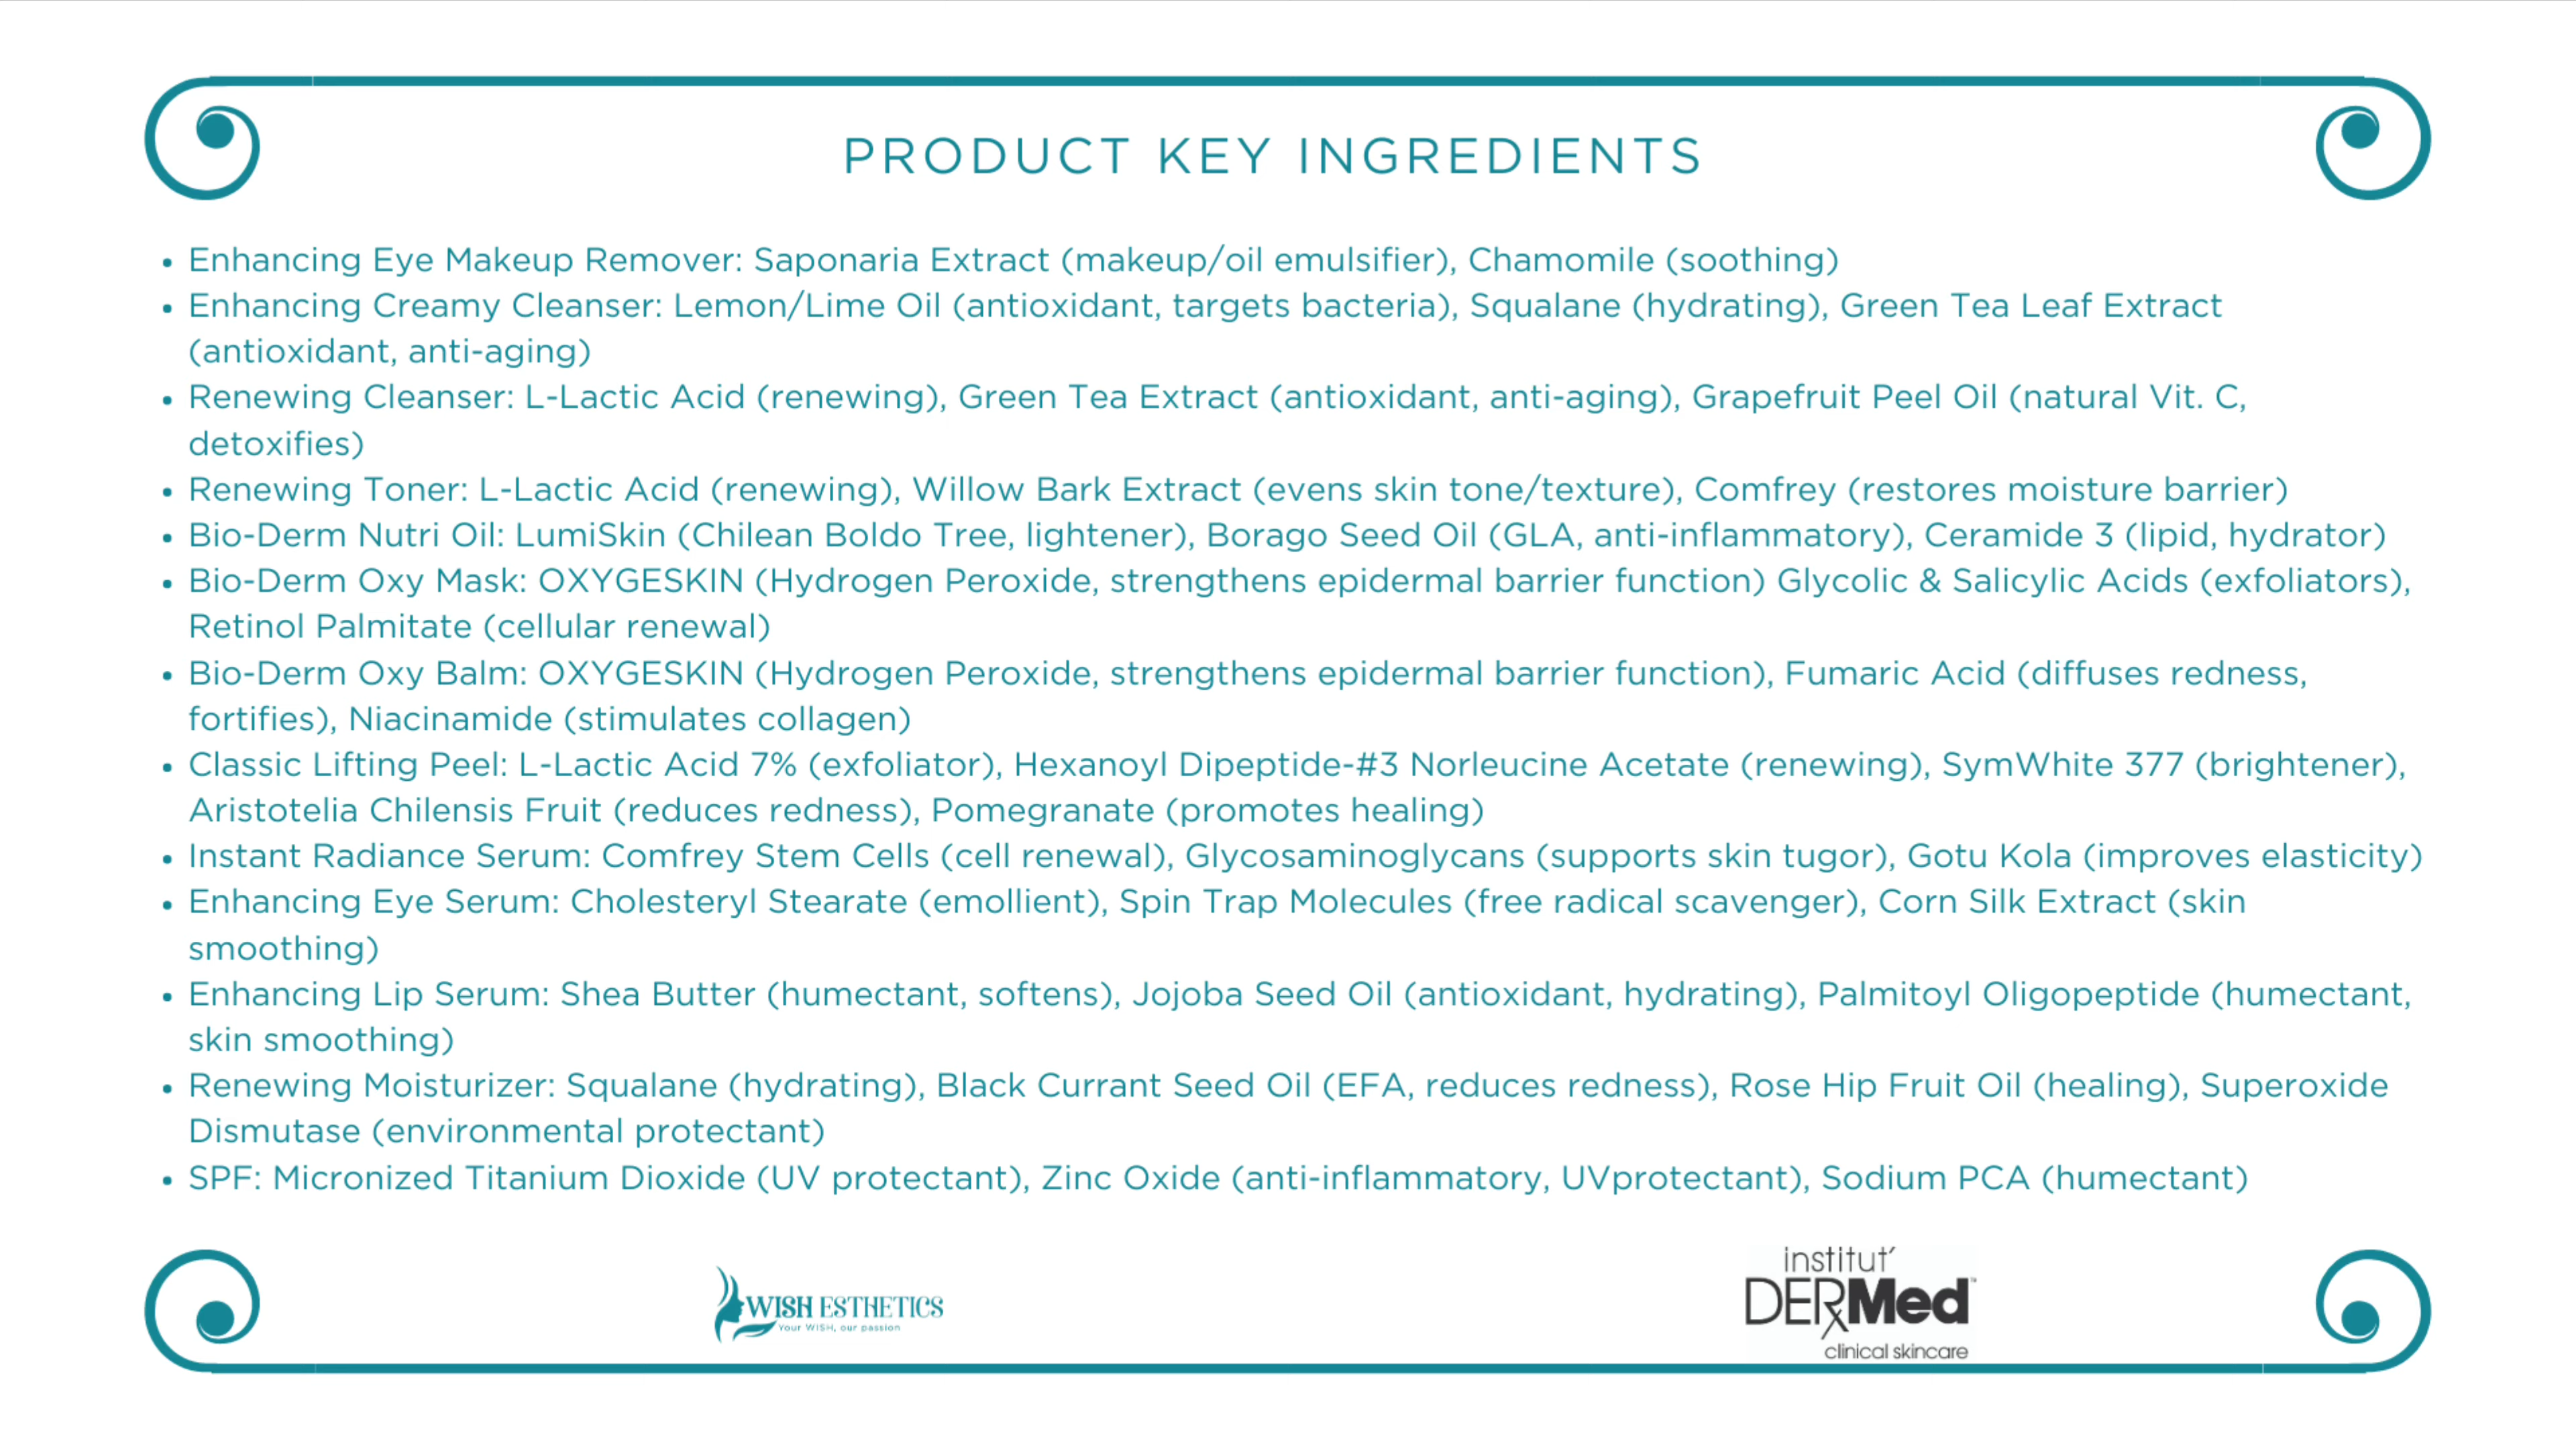 PRODUCT KEY INGREDIENTS
• Enhancing Eye Makeup Remover: Saponaria Extract (makeup/oil emulsifier), Chamomile (soothing)
• Enhancing Creamy Cleanser: Lemon/Lime Oil (antioxidant, targets bacteria), Squalane (hydrating), Green Tea Leaf Extract
(antioxidant, anti-aging)
• Renewing Cleanser: L-Lactic Acid (renewing), Green Tea Extract (antioxidant, anti-aging), Grapefruit Peel Oil (natural Vit. C,
detoxifies)
• Renewing Toner: L-Lactic Acid (renewing), Willow Bark Extract (evens skin tone/texture), Comfrey (restores moisture barrier)
• Bio-Derm Nutri Oil: LumiSkin (Chilean Boldo Tree, lightener), Borago Seed Oil (GLA, anti-inflammatory), Ceramide 3 (lipid, hydrator)
• Bio-Derm Oxy Mask: OXYGESKIN (Hydrogen Peroxide, strengthens epidermal barrier function) Glycolic & Salicylic Acids (exfoliators),
Retinol Palmitate (cellular renewal)
• Bio-Derm Oxy Balm: OXYGESKIN (Hydrogen Peroxide, strengthens epidermal barrier function), Fumaric Acid (diffuses redness,
fortifies), Niacinamide (stimulates collagen)
• Classic Lifting Peel: L-Lactic Acid 7% (exfoliator), Hexanoyl Dipeptide-#3 Norleucine Acetate (renewing), SymWhite 377 (brightener),
Aristotelia Chilensis Fruit (reduces redness), Pomegranate (promotes healing)
• Instant Radiance Serum: Comfrey Stem Cells (cell renewal), Glycosaminoglycans (supports skin tugor), Gotu Kola (improves elasticity)
• Enhancing Eye Serum: Cholesteryl Stearate (emollient), Spin Trap Molecules (free radical scavenger), Corn Silk Extract (skin
smoothing)
• Enhancing Lip Serum: Shea Butter (humectant, softens), Jojoba Seed Oil (antioxidant, hydrating), Palmitoyl Oligopeptide (humectant,
skin smoothing)
• Renewing Moisturizer: Squalane (hydrating), Black Currant Seed Oil (EFA, reduces redness), Rose Hip Fruit Oil (healing), Superoxide
Dismutase (environmental protectant)
• SPF: Micronized Titanium Dioxide (UV protectant), Zinc Oxide (anti-inflammatory, UVprotectant), Sodium PCA (humectant)
WISH ESTHETICS
Your WISH, our passion
institut'
DERxMed™
clinical skincare